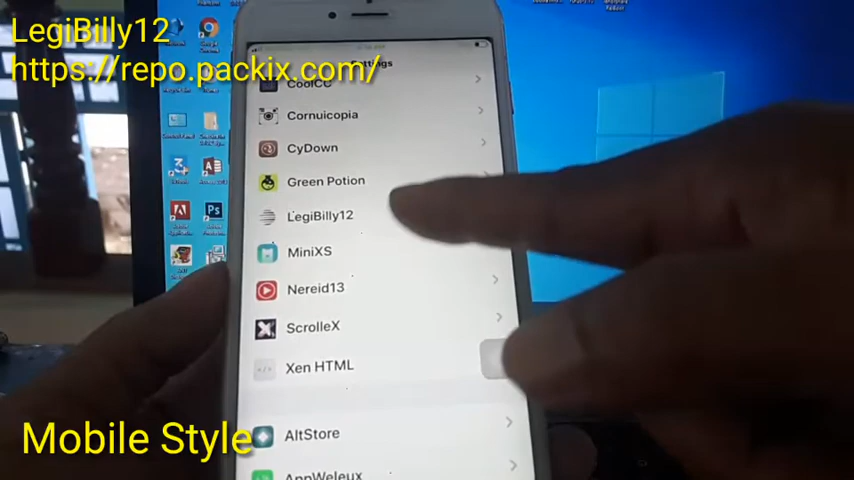 LegiBilly12
https://repo.packix.com/
Settings
CoolCC
Cornuicopia
CyDown
Green Potion
LegiBilly12
MiniXS
Nereid13
ScrolleX
Xen HTML
AltStore
AppWeleux
Mobile Style